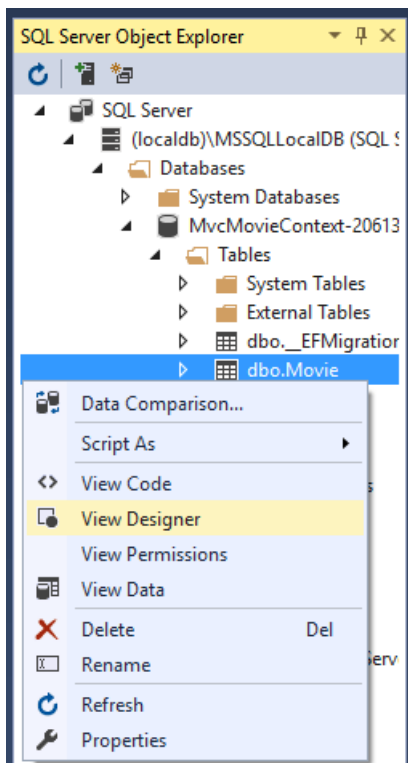 SQL Server Object Explorer
SQL Server
(localdb)\MSSQLLocalDB (SQL S
Databases
System Databases
MvcMovieContext-20613
Tables
System Tables
External Tables
dbo.__EFMigration
dbo.Movie
Data Comparison...
Script As
View Code
View Designer
View Permissions
View Data
Delete Del
Rename
Refresh
Properties